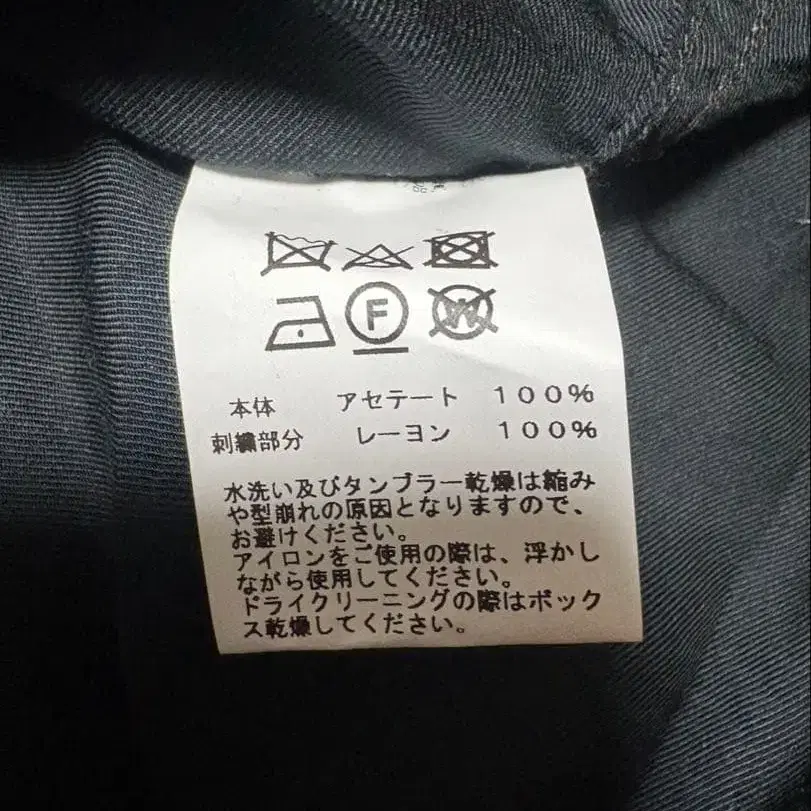 F
W
本体 アセテート 100%
刺繍部分 レーヨン 100%
水洗い及びタンブラー乾燥は縮み
や型崩れの原因となりますので、
お避けください。
アイロンをご使用の際は、浮かし
ながら使用してください。
ドライクリーニングの際はボック
ス乾燥してください。